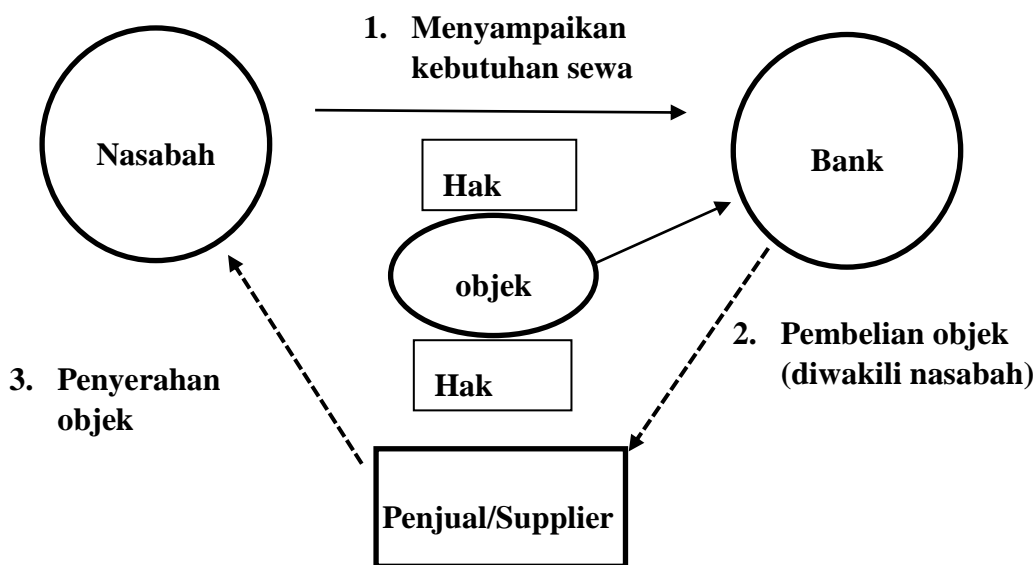 1. Menyampaikan
kebutuhan sewa
Nasabah
Bank
Hak
objek
2. Pembelian objek
(diwakili nasabah)
3. Penyerahan
objek
Hak
Penjual/Supplier